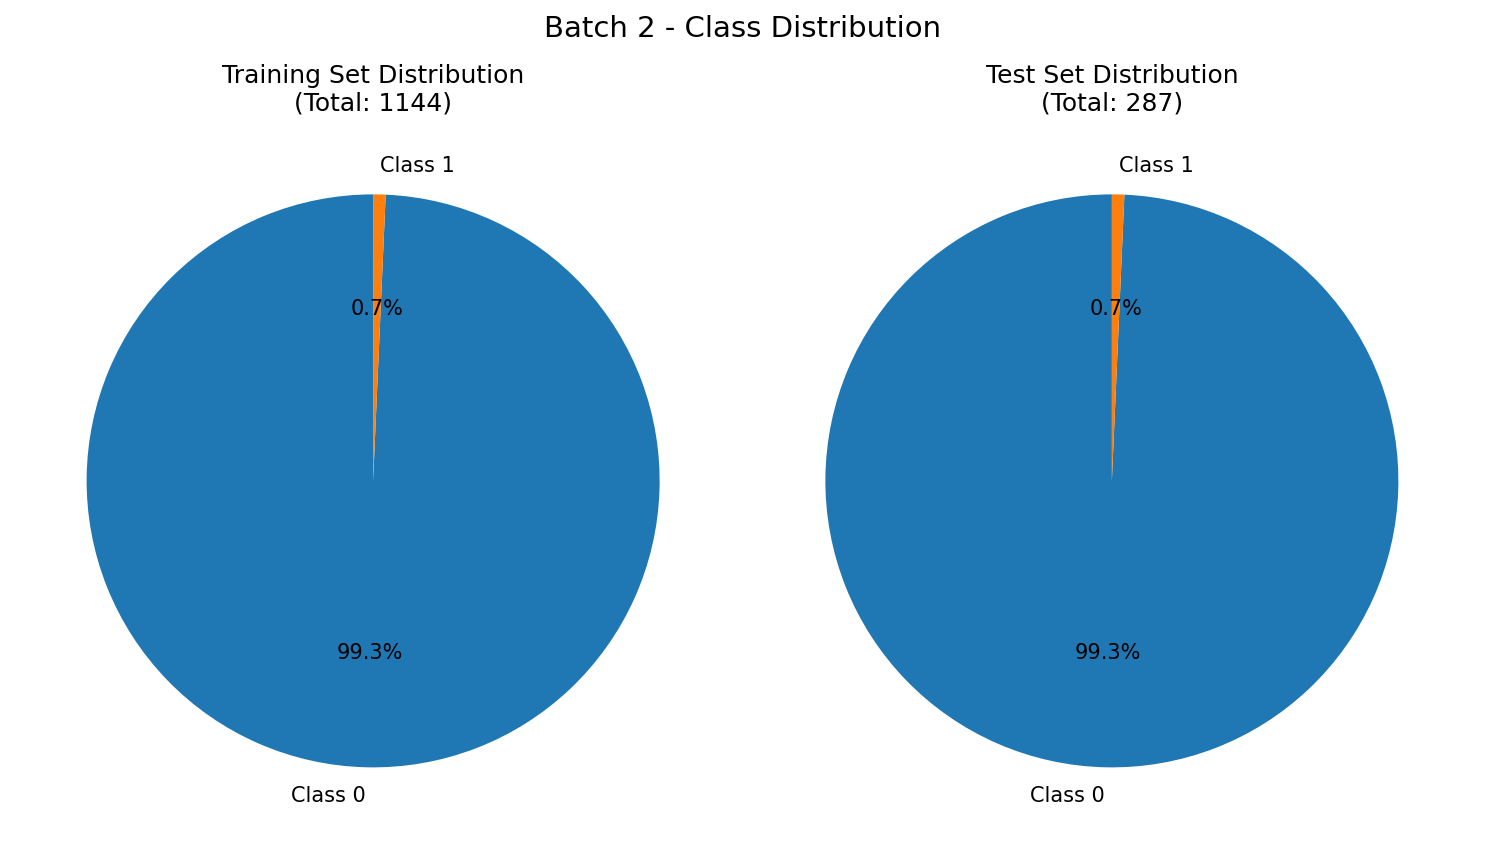 Batch 2 - Class Distribution
Training Set Distribution
(Total: 1144)
Class 1
0.7%
99.3%
Class 0
Test Set Distribution
(Total: 287)
Class 1
0.7%
99.3%
Class 0